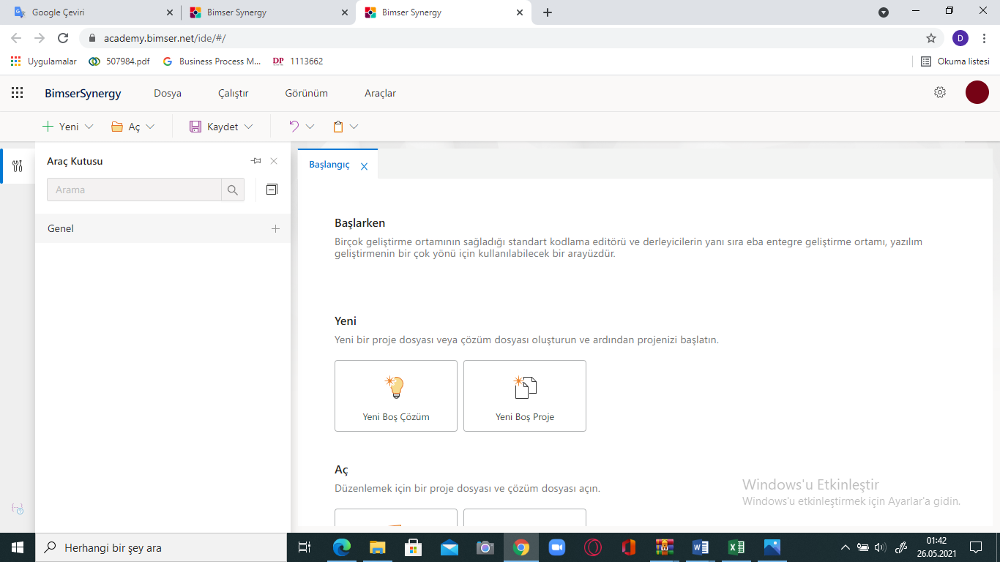 Google Çeviri
Bimser Synergy
Bimser Synergy
academy.bimser.net/ide/#/
D
Uygulamalar
507984.pdf
Business Process M...
DP 1113662
Okuma listesi
BimserSynergy
Dosya
Çalıştır
Görünüm
Araçlar
Yeni
Aç
Kaydet
Araç Kutusu
Arama
Genel
Başlangıç
Başlarken
Birçok geliştirme ortamının sağladığı standart kodlama editörü ve derleyicilerin yanı sıra eba entegre geliştirme ortamı, yazılım
geliştirmenin bir çok yönü için kullanılabilecek bir arayüzdür.
Yeni
Yeni bir proje dosyası veya çözüm dosyası oluşturun ve ardından projenizi başlatın.
Yeni Boş Çözüm
Yeni Boş Proje
Aç
Düzenlemek için bir proje dosyası ve çözüm dosyası açın.
Windows'u Etkinleştir
Windows'u etkinleştirmek için Ayarlar'a gidin.
Herhangi bir şey ara
01:42
26.05.2021